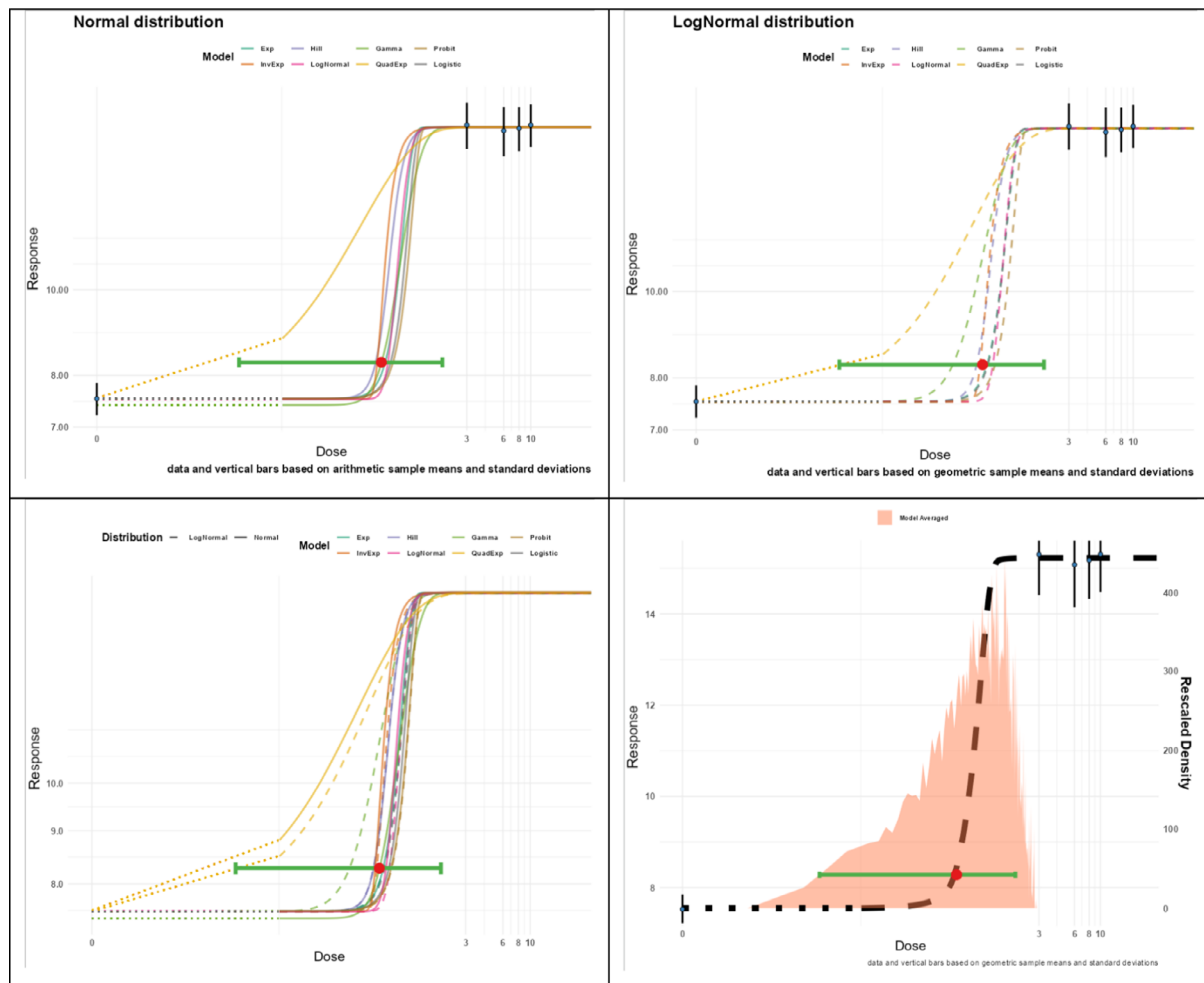 Normal distribution
Model Exp Hill Gamma Probit
InvExp LogNormal QuadExp Logistic
Response
10.00
8.00
7.00
0 3 6 8 10
Dose
data and vertical bars based on arithmetic sample means and standard deviations
LogNormal distribution
Model Exp Hill Gamma Probit
InvExp LogNormal QuadExp Logistic
Response
10.00
8.00
7.00
0 3 6 8 10
Dose
data and vertical bars based on geometric sample means and standard deviations
Distribution LogNormal Normal Model Exp Hill Gamma Probit
InvExp LogNormal QuadExp Logistic
Response
10.0
9.0
8.0
0 3 6 8 10
Dose
Model Averaged
Response
14
12
10
8
400
300
200
100
0
Rescaled Density
0 3 6 8 10
Dose
data and vertical bars based on geometric sample means and standard deviations